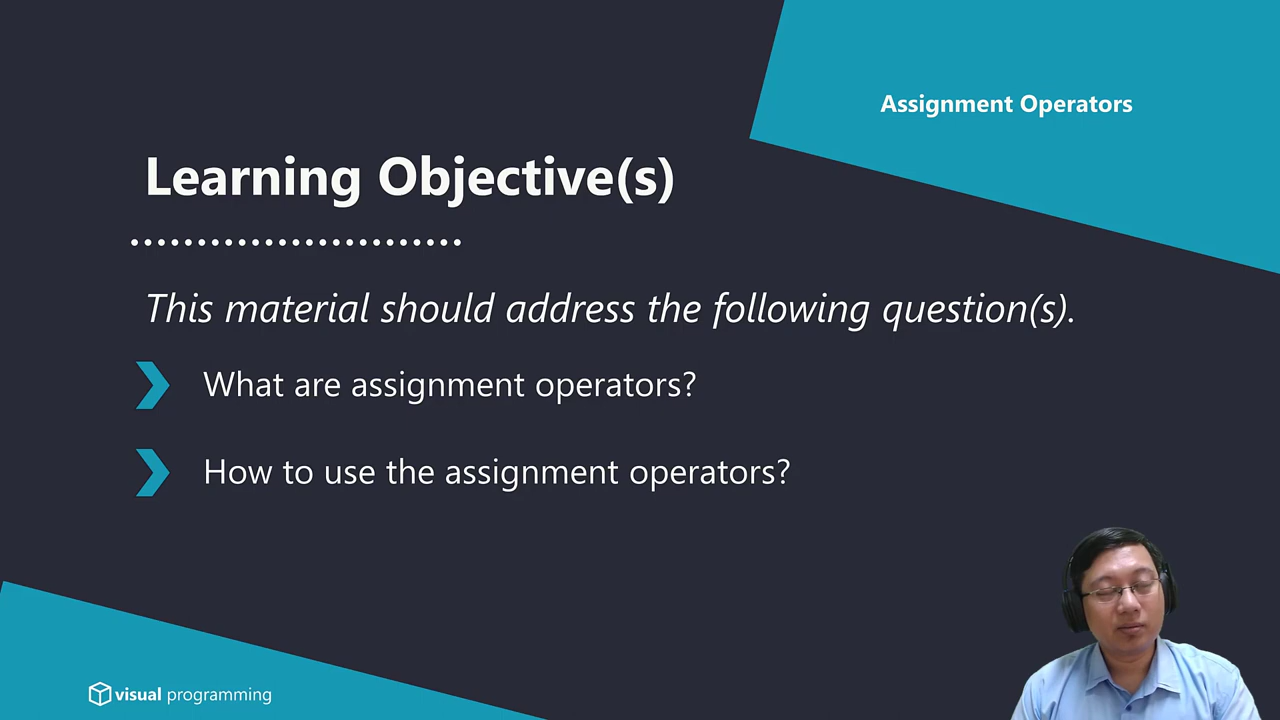 Assignment Operators
Learning Objective(s)
This material should address the following question(s).
What are assignment operators?
How to use the assignment operators?
visual programming